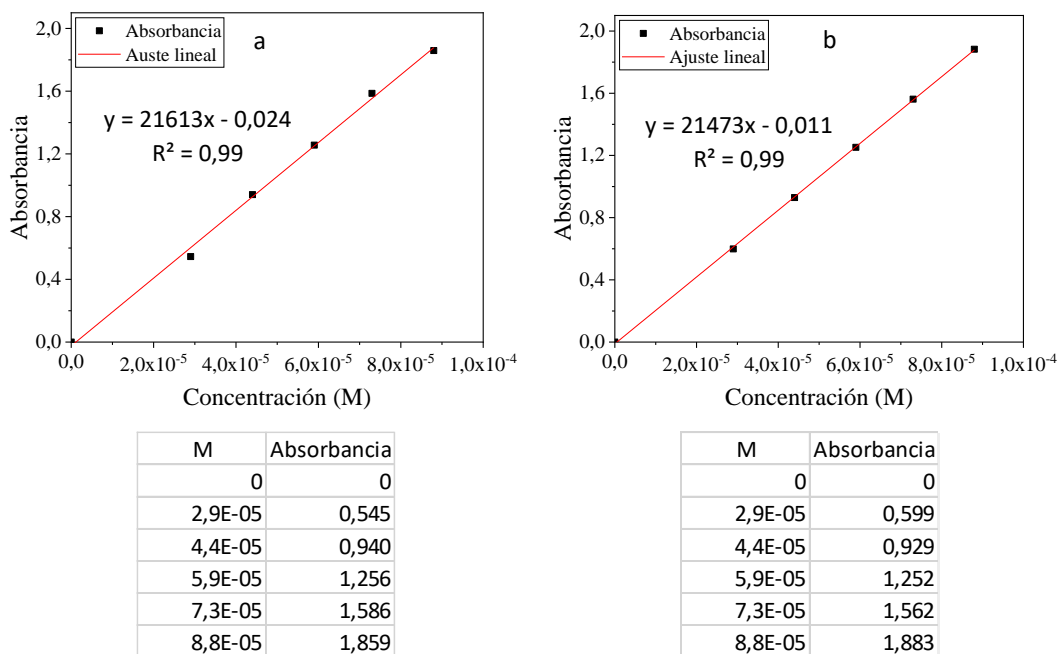 Absorbancia
Auste lineal
a
y = 21613x - 0,024
R² = 0,99
2,0
1,6
1,2
0,8
0,4
0,0
Absorbancia
0,0 2,0x10⁻⁵ 4,0x10⁻⁵ 6,0x10⁻⁵ 8,0x10⁻⁵ 1,0x10⁻⁴
Concentración (M)
Absorbancia
Ajuste lineal
b
y = 21473x - 0,011
R² = 0,99
2,0
1,6
1,2
0,8
0,4
0,0
Absorbancia
0,0 2,0x10⁻⁵ 4,0x10⁻⁵ 6,0x10⁻⁵ 8,0x10⁻⁵ 1,0x10⁻⁴
Concentración (M)
M Absorbancia
0 0
2,9E-05 0,545
4,4E-05 0,940
5,9E-05 1,256
7,3E-05 1,586
8,8E-05 1,859
M Absorbancia
0 0
2,9E-05 0,599
4,4E-05 0,929
5,9E-05 1,252
7,3E-05 1,562
8,8E-05 1,883